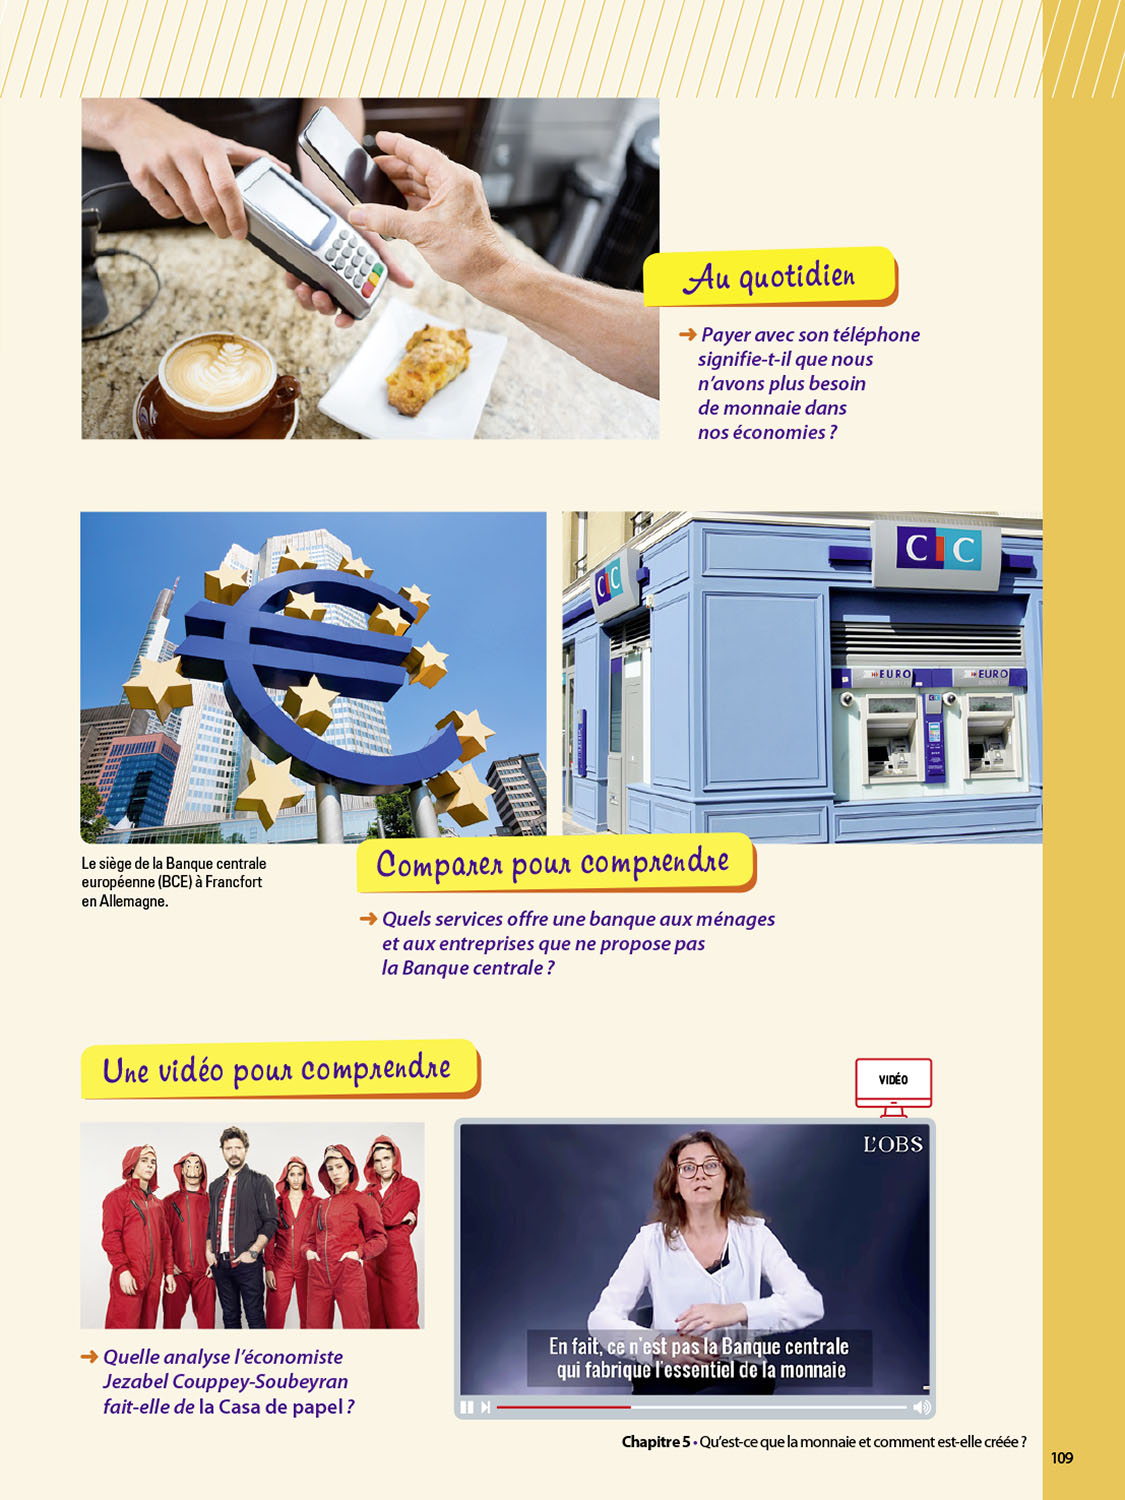 Au quotidien
➜ Payer avec son téléphone
signifie-t-il que nous
n'avons plus besoin
de monnaie dans
nos économies ?
CIC
CIC
EURO
EURO
CIC
Le siège de la Banque centrale
européenne (BCE) à Francfort
en Allemagne.
Comparer pour comprendre
➜ Quels services offre une banque aux ménages
et aux entreprises que ne propose pas
la Banque centrale ?
Une vidéo pour comprendre
VIDÉO
L'OBS
En fait, ce n'est pas la Banque centrale
qui fabrique l'essentiel de la monnaie
➜ Quelle analyse l'économiste
Jezabel Couppey-Soubeyran
fait-elle de la Casa de papel ?
Chapitre 5 • Qu'est-ce que la monnaie et comment est-elle créée ?
109